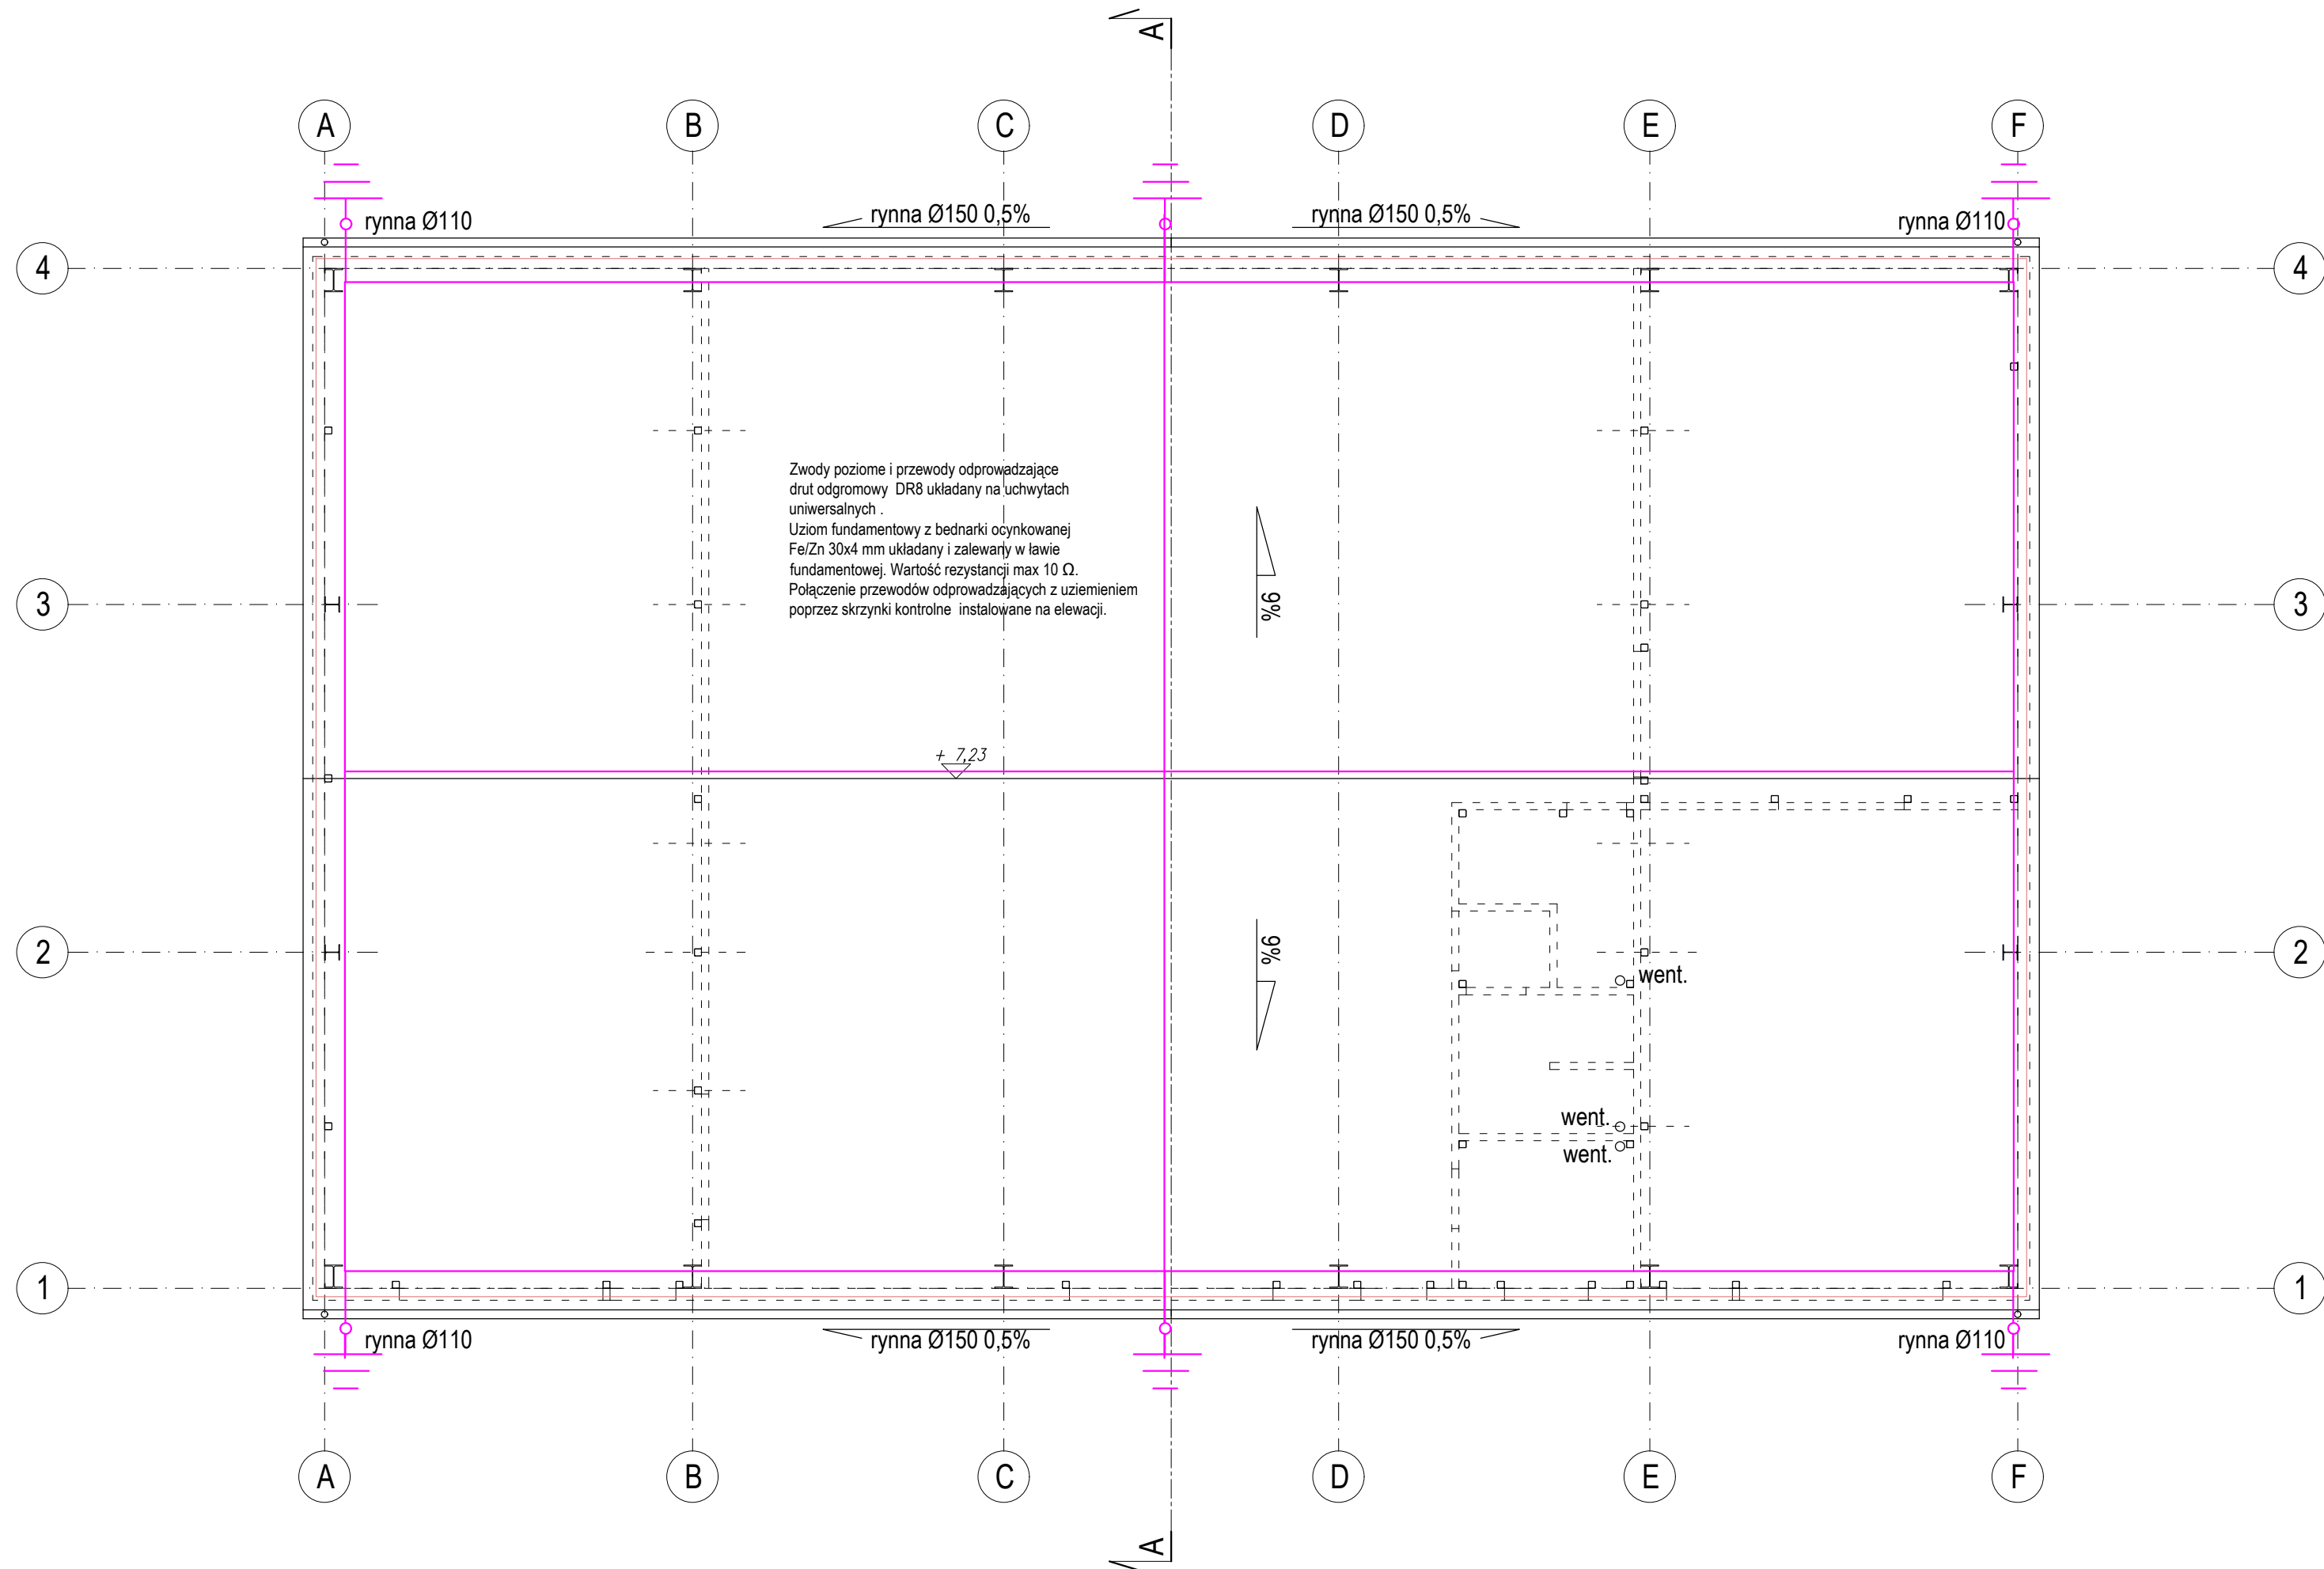 A
A B C D E F
rynna Ø110 rynna Ø150 0,5% rynna Ø150 0,5% rynna Ø110
4 4
Zwody poziome i przewody odprowadzające
drut odgromowy DR8 układany na uchwytach
uniwersalnych .
Uziom fundamentowy z bednarki ocynkowanej
Fe/Zn 30x4 mm układany i zalewany w ławie
fundamentowej. Wartość rezystancji max 10 Ω.
Połączenie przewodów odprowadzających z uziemieniem
poprzez skrzynki kontrolne instalowane na elewacji.
9%
3 3
+ 7,23
9%
2 2
went.
went.
went.
1 1
rynna Ø110 rynna Ø150 0,5% rynna Ø150 0,5% rynna Ø110
A B C D E F
A